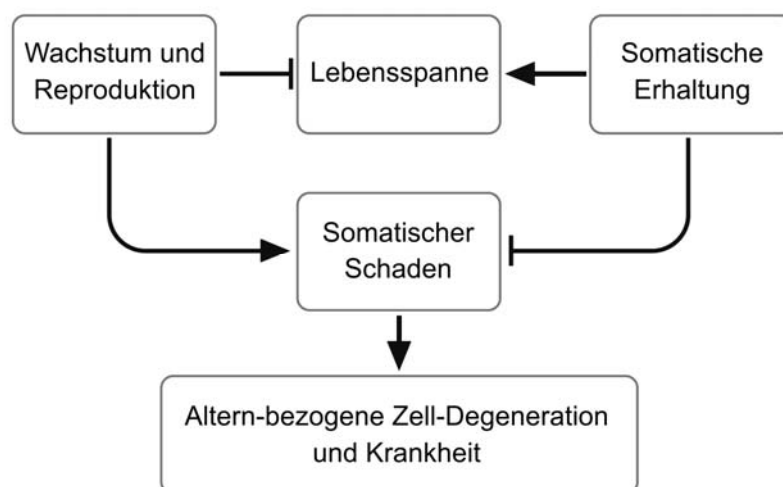 Wachstum und
Reproduktion
Lebensspanne
Somatische
Erhaltung
Somatischer
Schaden
Altern-bezogene Zell-Degeneration
und Krankheit